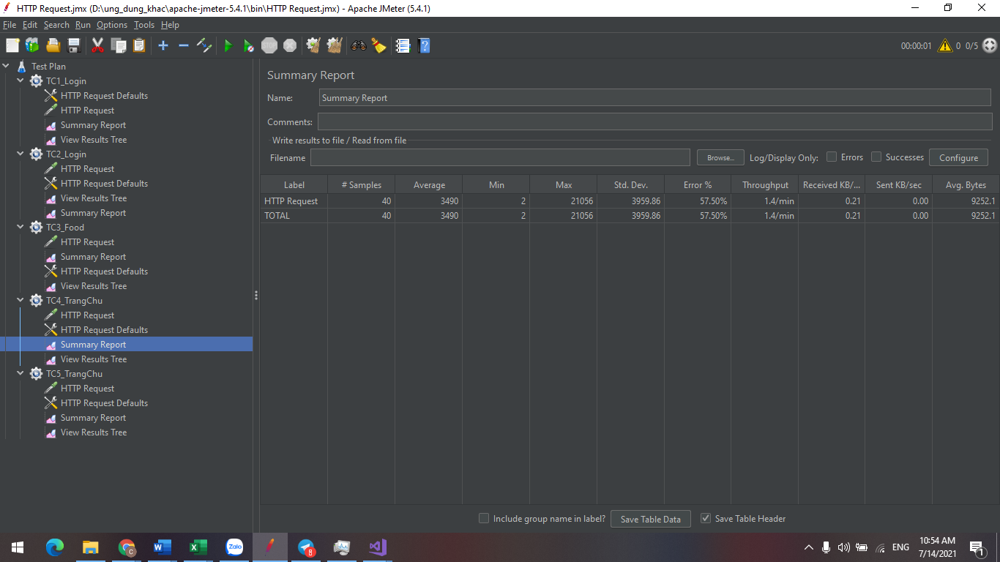 HTTP Request.jmx (D:\ung_dung_khac\apache-jmeter-5.4.1\bin\HTTP Request.jmx) - Apache JMeter (5.4.1)
File Edit Search Run Options Tools Help
STOP 00:00:01 0 0/5
Test Plan
TC1_Login
HTTP Request Defaults
HTTP Request
Summary Report
View Results Tree
TC2_Login
HTTP Request
HTTP Request Defaults
View Results Tree
Summary Report
TC3_Food
HTTP Request
Summary Report
HTTP Request Defaults
View Results Tree
TC4_TrangChu
HTTP Request
HTTP Request Defaults
Summary Report
View Results Tree
TC5_TrangChu
HTTP Request
HTTP Request Defaults
Summary Report
View Results Tree
Summary Report
Name: Summary Report
Comments:
Write results to file / Read from file
Filename Browse... Log/Display Only: Errors Successes Configure
Label # Samples Average Min Max Std. Dev. Error % Throughput Received KB/... Sent KB/sec Avg. Bytes
HTTP Request 40 3490 2 21056 3959.86 57.50% 1.4/min 0.21 0.00 9252.1
TOTAL 40 3490 2 21056 3959.86 57.50% 1.4/min 0.21 0.00 9252.1
Include group name in label? Save Table Data Save Table Header
C W X Zalo 8 ENG 10:54 AM
7/14/2021 1